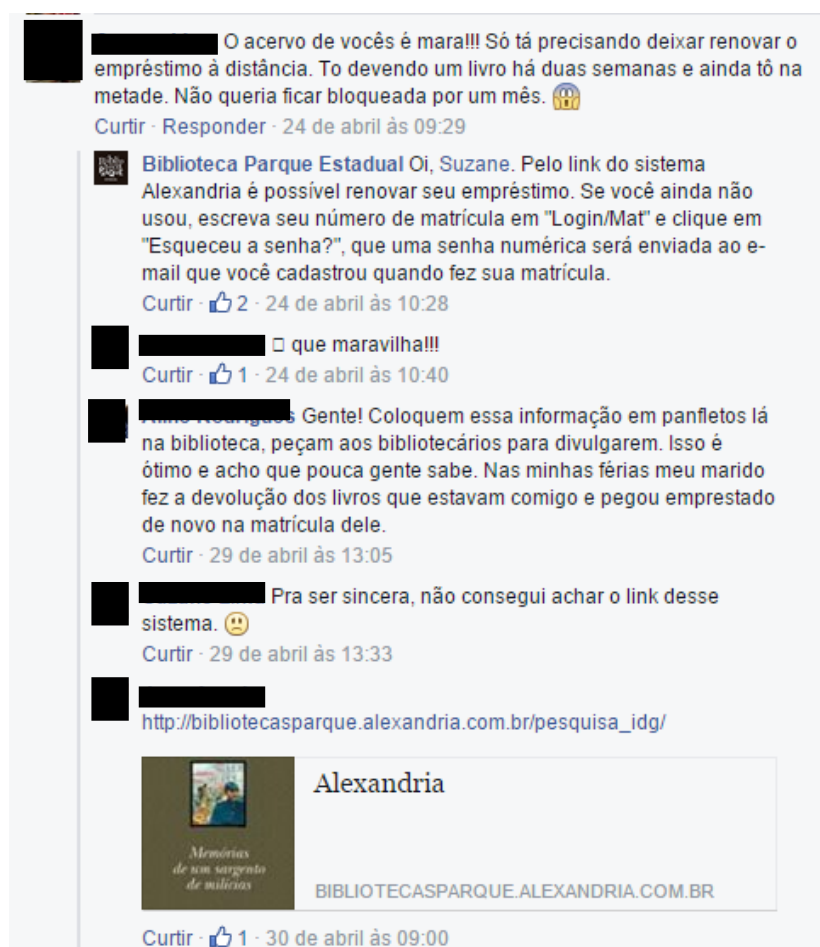 O acervo de vocês é mara!!! Só tá precisando deixar renovar o
empréstimo à distância. To devendo um livro há duas semanas e ainda tô na
metade. Não queria ficar bloqueada por um mês.
Curtir · Responder · 24 de abril às 09:29
Biblioteca Parque Estadual Oi, Suzane. Pelo link do sistema
Alexandria é possível renovar seu empréstimo. Se você ainda não
usou, escreva seu número de matrícula em "Login/Mat" e clique em
"Esqueceu a senha?", que uma senha numérica será enviada ao e-
mail que você cadastrou quando fez sua matrícula.
Curtir · 2 · 24 de abril às 10:28
que maravilha!!!
Curtir · 1 · 24 de abril às 10:40
Gente! Coloquem essa informação em panfletos lá
na biblioteca, peçam aos bibliotecários para divulgarem. Isso é
ótimo e acho que pouca gente sabe. Nas minhas férias meu marido
fez a devolução dos livros que estavam comigo e pegou emprestado
de novo na matrícula dele.
Curtir · 29 de abril às 13:05
Pra ser sincera, não consegui achar o link desse
sistema.
Curtir · 29 de abril às 13:33
http://bibliotecasparque.alexandria.com.br/pesquisa_idg/
Alexandria
Memórias
de um sargento
de milícias
BIBLIOTECASPARQUE.ALEXANDRIA.COM.BR
Curtir · 1 · 30 de abril às 09:00